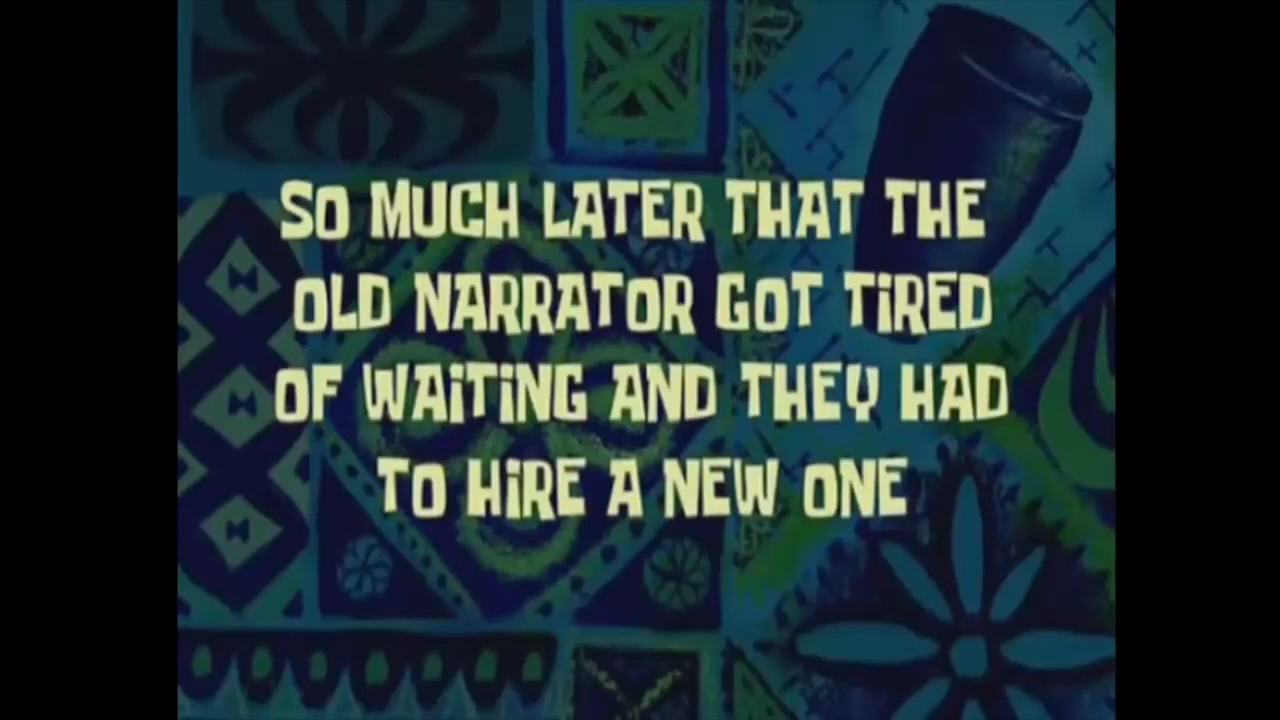 SO MUCH LATER THAT THE
OLD NARRATOR GOT TiRED
OF WAiTiNG AND THEY HAD
TO HiRE A NEW ONE